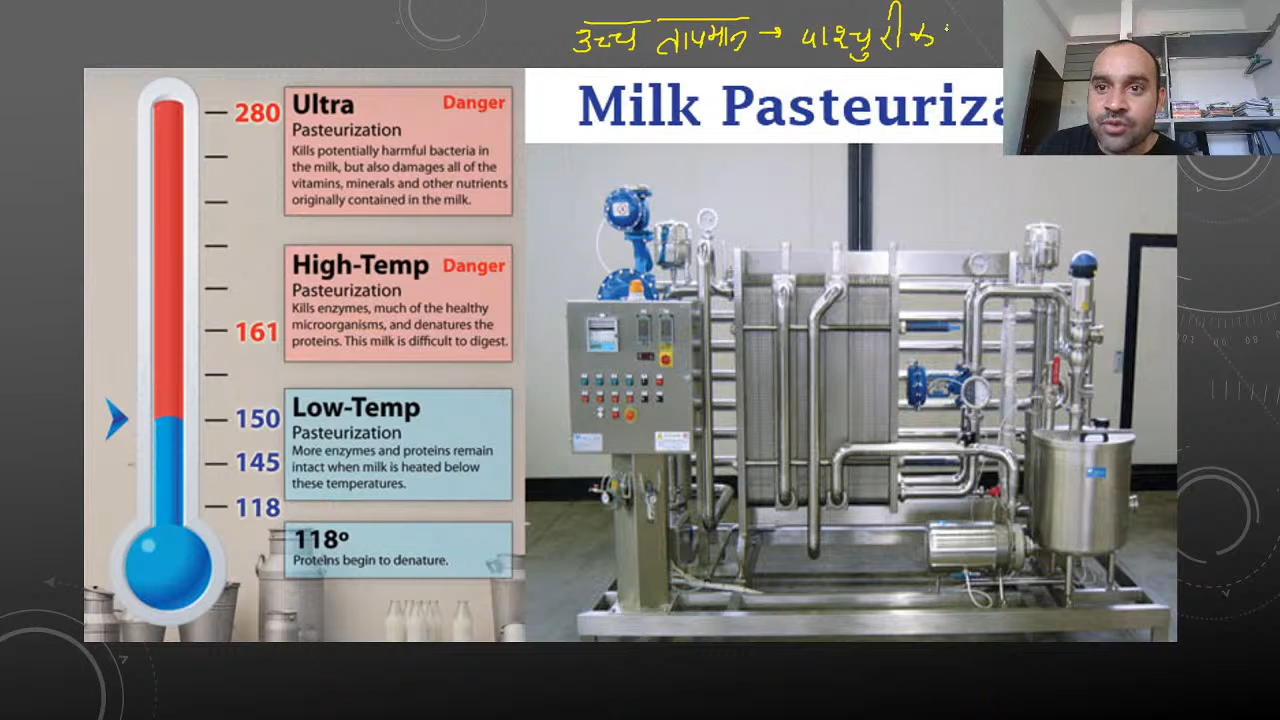 उच्च तापमान → पाश्चुरीक
Milk Pasteuriza
280
Ultra Danger
Pasteurization
Kills potentially harmful bacteria in
the milk, but also damages all of the
vitamins, minerals and other nutrients
originally contained in the milk.
High-Temp Danger
Pasteurization
Kills enzymes, much of the healthy
microorganisms, and denatures the
161 proteins. This milk is difficult to digest.
Low-Temp
150 Pasteurization
More enzymes and proteins remain
145 intact when milk is heated below
these temperatures.
118
118º
Proteins begin to denature.